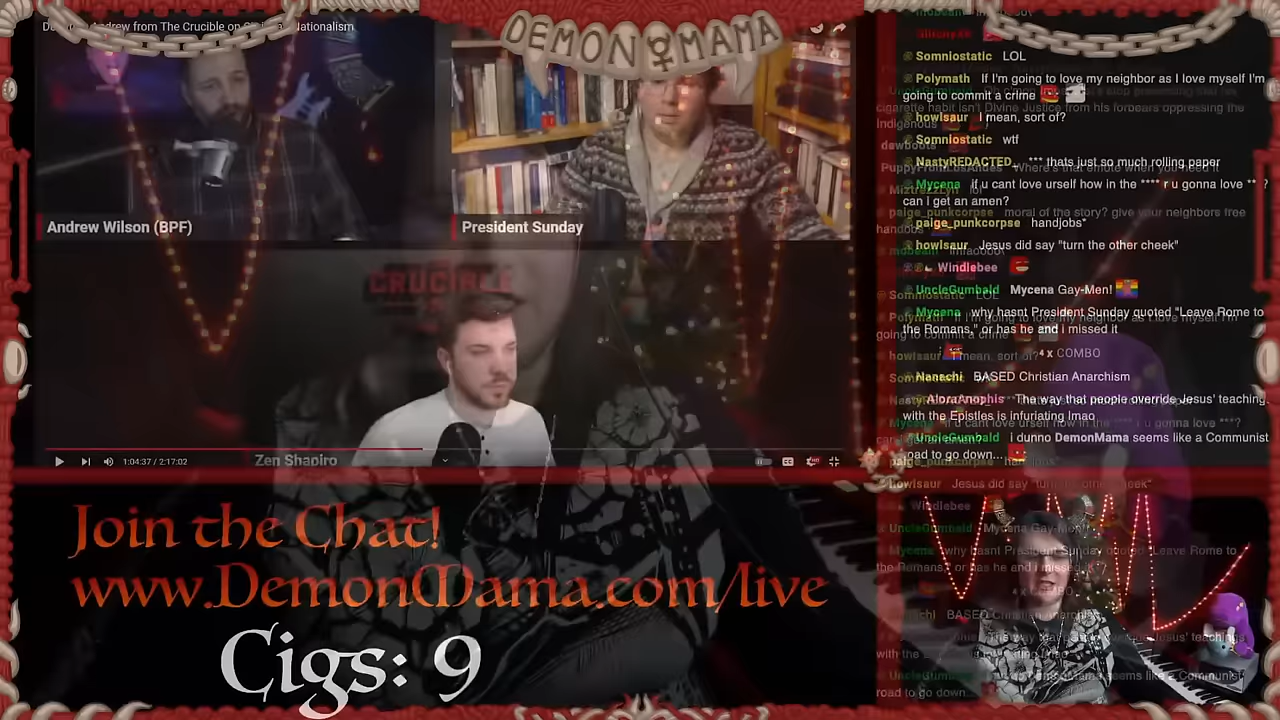 Andrew from The Crucible on
Nationalism
DEMON MAMA
Andrew Wilson (BPF)
President Sunday
CRUCIBLE
1:04:37 / 2:17:02
Zen Shapiro
Join the Chat!
www.DemonMama.com/live
Cigs: 9
Somniostatic LOL
Polymath If I'm going to love my neighbor as I love myself I'm
going to commit a crime
howlsaur I mean, sort of?
Somniostatic wtf
NastyREDACTED_ *** thats just so much rolling paper
Mycena if u cant love urself how in the **** r u gonna love ** ?
can i get an amen?
paige_punkcorpse handjobs*
howlsaur Jesus did say "turn the other cheek"
Windlebee
UncleGumbald Mycena Gay-Men!
Mycena why hasnt President Sunday quoted "Leave Rome to
the Romans," or has he and i missed it
4x COMBO
Nanachi BASED Christian Anarchism
AloraAnophis The way that people override Jesus' teachings
with the Epistles is infuriating lmao
UncleGumbald i dunno DemonMama seems like a Communist
road to go down...